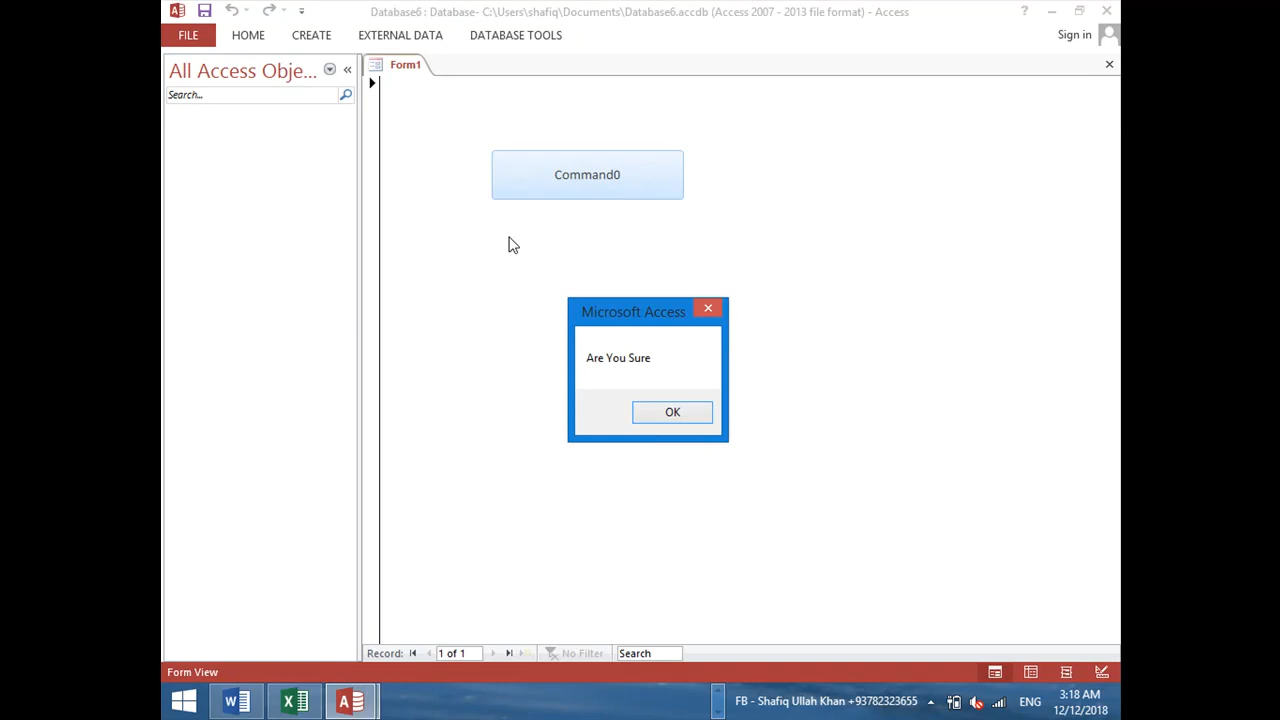 Database6 : Database- C:\Users\shafiq\Documents\Database6.accdb (Access 2007 - 2013 file format) - Access
FILE HOME CREATE EXTERNAL DATA DATABASE TOOLS Sign in
All Access Obje...
Form1
Search...
Command0
Microsoft Access
Are You Sure
OK
Record: 1 of 1 No Filter Search
Form View
FB - Shafiq Ullah Khan +93782323655 ENG 3:18 AM
12/12/2018